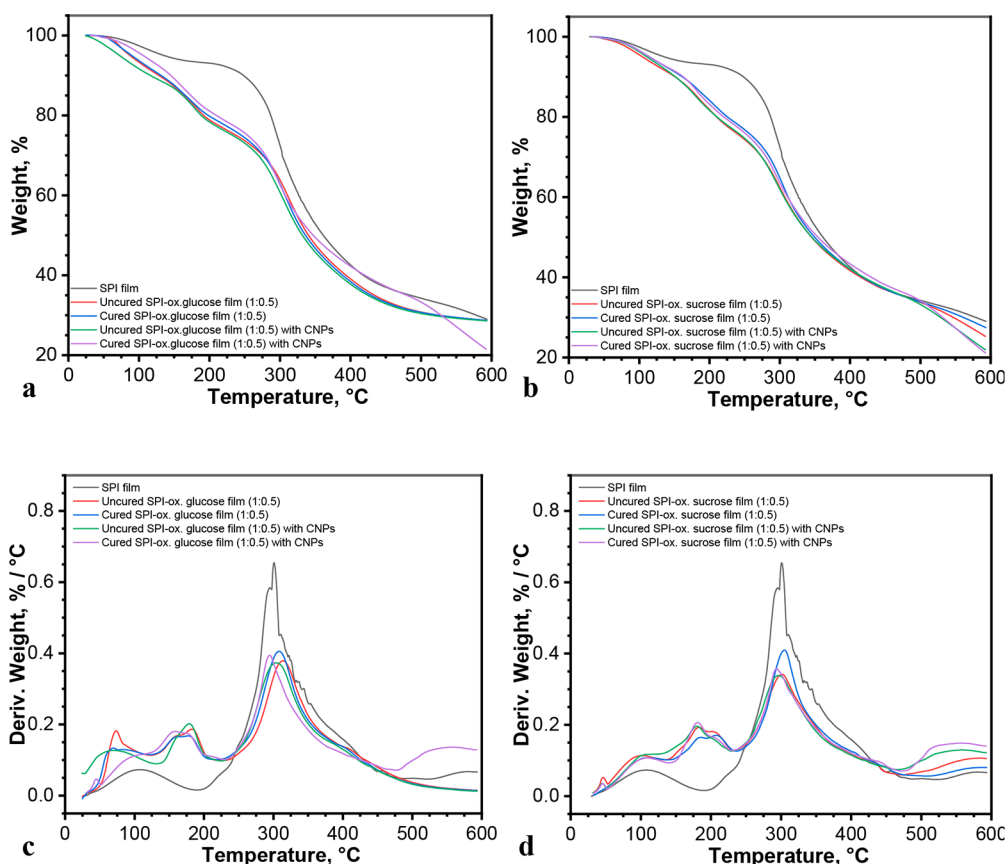 100
80
60
40
20
Weight, %
SPI film
Uncured SPI-ox.glucose film (1:0.5)
Cured SPI-ox.glucose film (1:0.5)
Uncured SPI-ox.glucose film (1:0.5) with CNPs
Cured SPI-ox.glucose film (1:0.5) with CNPs
0 100 200 300 400 500 600
Temperature, °C
a
100
80
60
40
20
Weight, %
SPI film
Uncured SPI-ox. sucrose film (1:0.5)
Cured SPI-ox. sucrose film (1:0.5)
Uncured SPI-ox. sucrose film (1:0.5) with CNPs
Cured SPI-ox. sucrose film (1:0.5) with CNPs
0 100 200 300 400 500 600
Temperature, °C
b
0.8
0.6
0.4
0.2
0.0
Deriv. Weight, % / °C
SPI film
Uncured SPI-ox. glucose film (1:0.5)
Cured SPI-ox. glucose film (1:0.5)
Uncured SPI-ox. glucose film (1:0.5) with CNPs
Cured SPI-ox. glucose film (1:0.5) with CNPs
0 100 200 300 400 500 600
Temperature, °C
c
0.8
0.6
0.4
0.2
0.0
Deriv. Weight, % / °C
SPI film
Uncured SPI-ox. sucrose film (1:0.5)
Cured SPI-ox. sucrose film (1:0.5)
Uncured SPI-ox. sucrose film (1:0.5) with CNPs
Cured SPI-ox. sucrose film (1:0.5) with CNPs
0 100 200 300 400 500 600
Temperature, °C
d